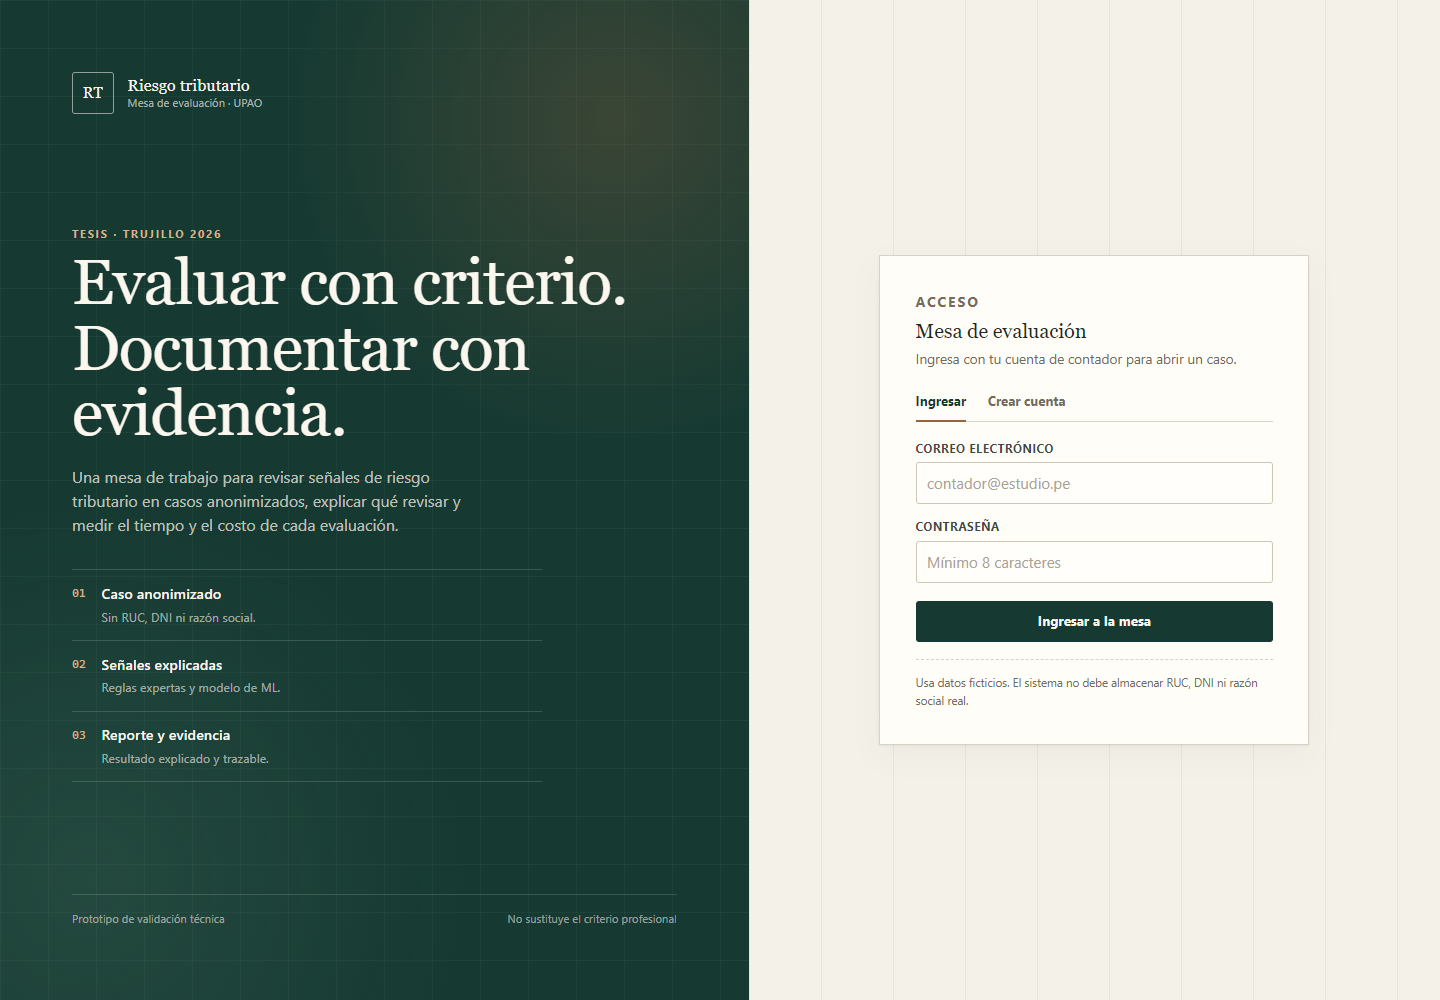 RT
Riesgo tributario
Mesa de evaluación · UPAO
TESIS · TRUJILLO 2026
Evaluar con criterio.
Documentar con
evidencia.
Una mesa de trabajo para revisar señales de riesgo
tributario en casos anonimizados, explicar qué revisar y
medir el tiempo y el costo de cada evaluación.
01 Caso anonimizado
Sin RUC, DNI ni razón social.
02 Señales explicadas
Reglas expertas y modelo de ML.
03 Reporte y evidencia
Resultado explicado y trazable.
Prototipo de validación técnica
No sustituye el criterio profesional
ACCESO
Mesa de evaluación
Ingresa con tu cuenta de contador para abrir un caso.
Ingresar Crear cuenta
CORREO ELECTRÓNICO
contador@estudio.pe
CONTRASEÑA
Mínimo 8 caracteres
Ingresar a la mesa
Usa datos ficticios. El sistema no debe almacenar RUC, DNI ni razón
social real.